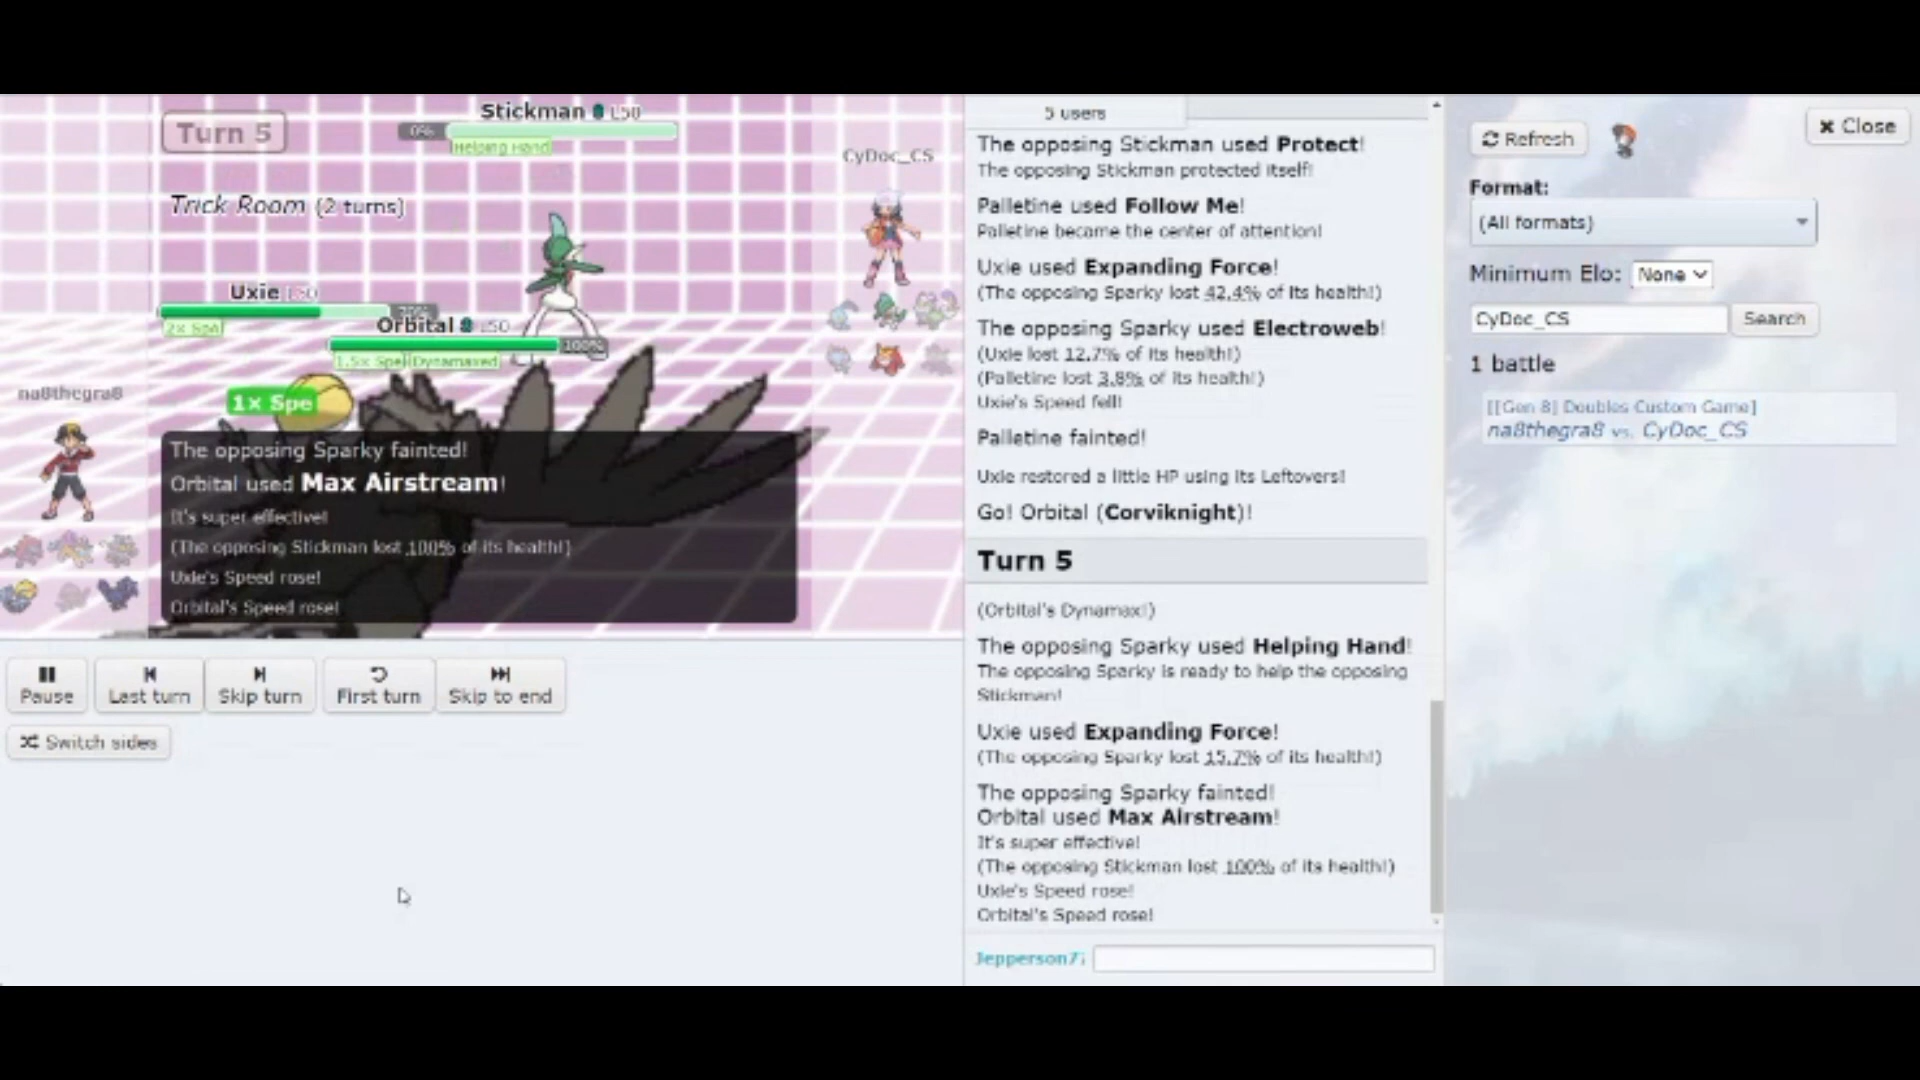 Turn 5
Stickman L50
0%
Helping Hand
CyDoc_CS
Trick Room (2 turns)
Uxie L50
2x Spe
Orbital L50
100%
1.5x Spe Dynamaxed
na8thegra8
1x Spe
The opposing Sparky fainted!
Orbital used Max Airstream!
It's super effective!
(The opposing Stickman lost 100% of its health!)
Uxie's Speed rose!
Orbital's Speed rose!
Pause
Last turn
Skip turn
First turn
Skip to end
Switch sides
5 users
The opposing Stickman used Protect!
The opposing Stickman protected itself!
Palletine used Follow Me!
Palletine became the center of attention!
Uxie used Expanding Force!
(The opposing Sparky lost 42.4% of its health!)
The opposing Sparky used Electroweb!
(Uxie lost 12.7% of its health!)
(Palletine lost 3.8% of its health!)
Uxie's Speed fell!
Palletine fainted!
Uxie restored a little HP using its Leftovers!
Go! Orbital (Corviknight)!
Turn 5
(Orbital's Dynamax!)
The opposing Sparky used Helping Hand!
The opposing Sparky is ready to help the opposing
Stickman!
Uxie used Expanding Force!
(The opposing Sparky lost 15.7% of its health!)
The opposing Sparky fainted!
Orbital used Max Airstream!
It's super effective!
(The opposing Stickman lost 100% of its health!)
Uxie's Speed rose!
Orbital's Speed rose!
Jepperson7
Refresh
Close
Format:
(All formats)
Minimum Elo: None
CyDoc_CS Search
1 battle
[[Gen 8] Doubles Custom Game]
na8thegra8 vs. CyDoc_CS